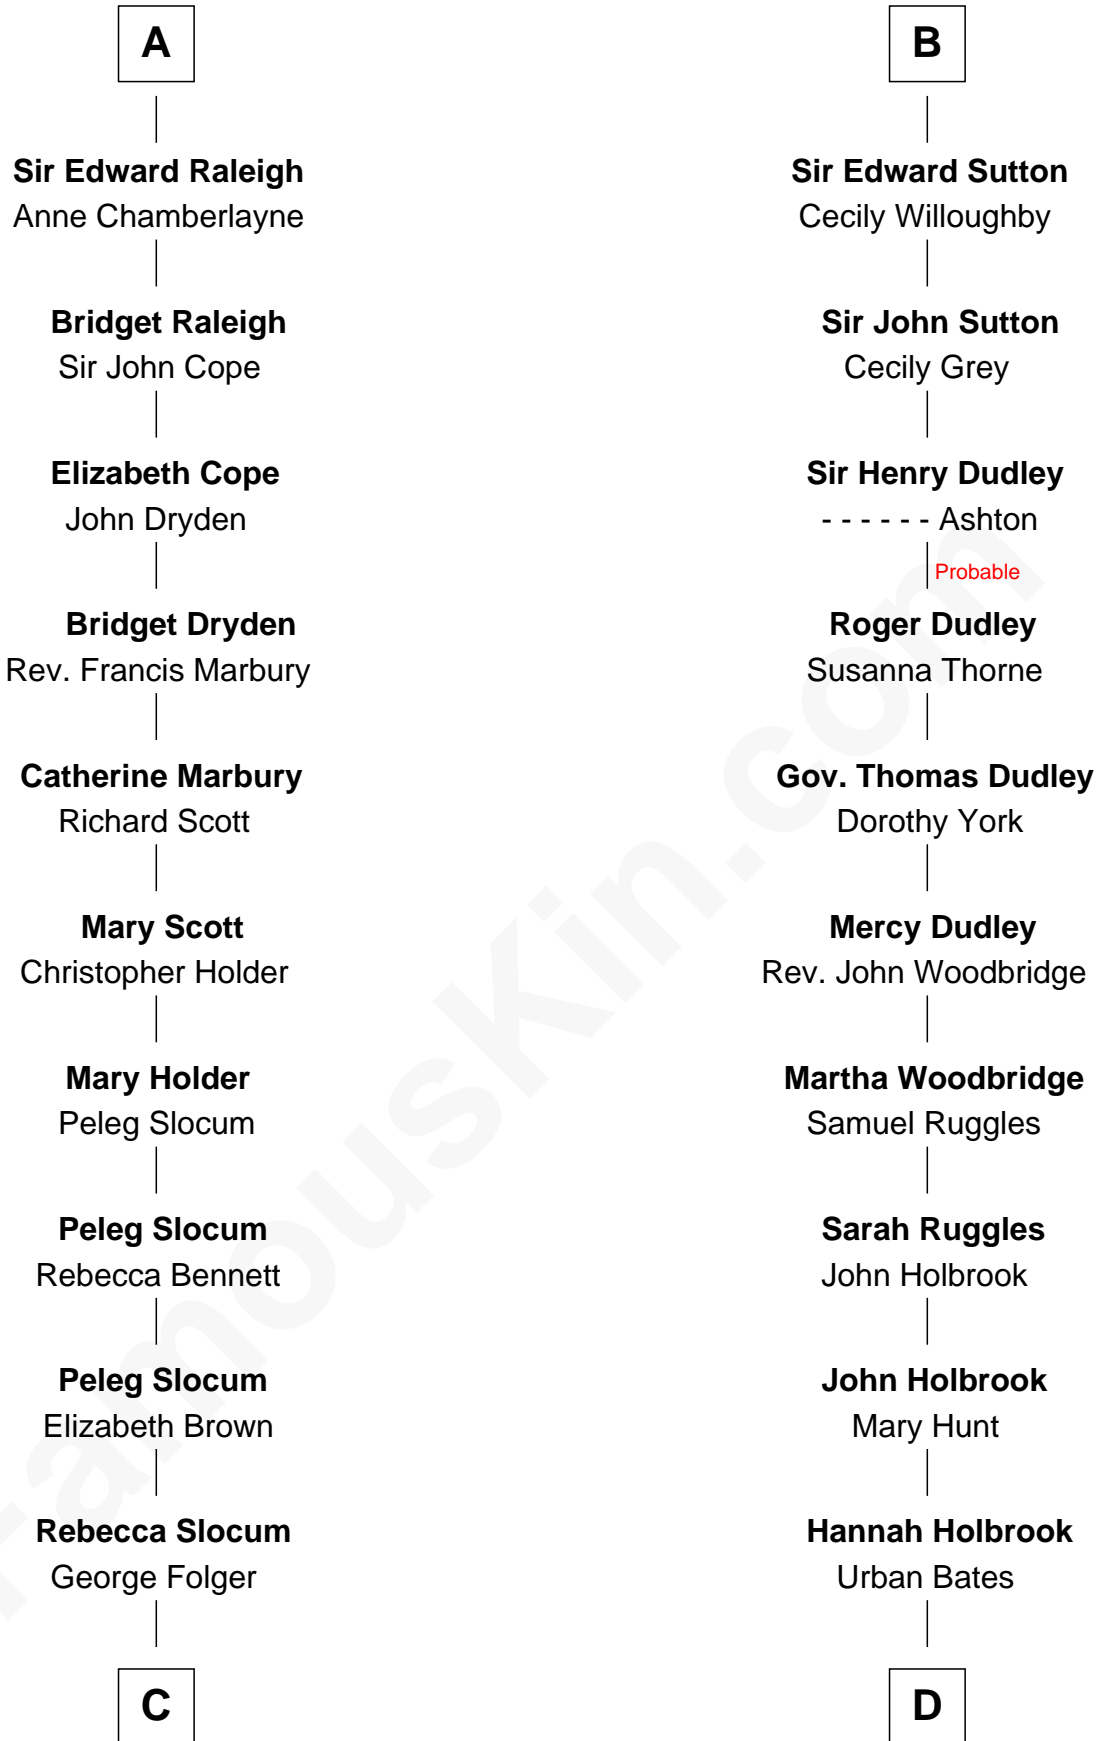 A
Sir Edward Raleigh
Anne Chamberlayne
Bridget Raleigh
Sir John Cope
Elizabeth Cope
John Dryden
Bridget Dryden
Rev. Francis Marbury
Catherine Marbury
Richard Scott
Mary Scott
Christopher Holder
Mary Holder
Peleg Slocum
Peleg Slocum
Rebecca Bennett
Peleg Slocum
Elizabeth Brown
Rebecca Slocum
George Folger
C
B
Sir Edward Sutton
Cecily Willoughby
Sir John Sutton
Cecily Grey
Sir Henry Dudley
- - - - - - Ashton
Probable
Roger Dudley
Susanna Thorne
Gov. Thomas Dudley
Dorothy York
Mercy Dudley
Rev. John Woodbridge
Martha Woodbridge
Samuel Ruggles
Sarah Ruggles
John Holbrook
John Holbrook
Mary Hunt
Hannah Holbrook
Urban Bates
D
FamousKin.com